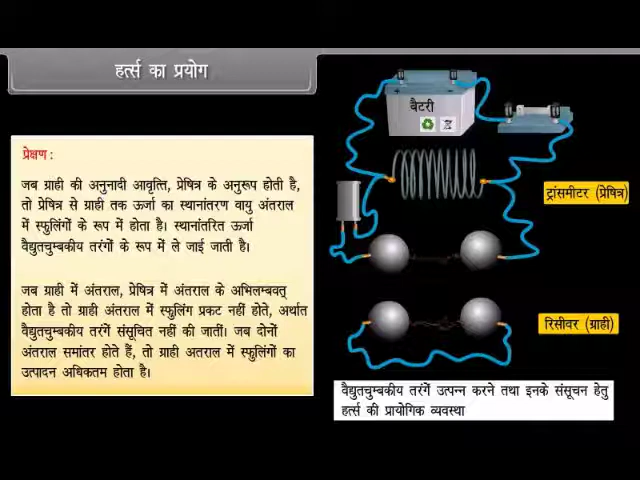 हर्त्स का प्रयोग
प्रेक्षण :
जब ग्राही की अनुनादी आवृत्ति, प्रेषित्र के अनुरूप होती है,
तो प्रेषित्र से ग्राही तक ऊर्जा का स्थानांतरण वायु अंतराल
में स्फुलिंगों के रूप में होता है। स्थानांतरित ऊर्जा
वैद्युतचुम्बकीय तरंगों के रूप में ले जाई जाती है।
जब ग्राही में अंतराल, प्रेषित्र में अंतराल के अभिलम्बवत्
होता है तो ग्राही अंतराल में स्फुलिंग प्रकट नहीं होते, अर्थात
वैद्युतचुम्बकीय तरंगें संसूचित नहीं की जातीं। जब दोनों
अंतराल समांतर होते हैं, तो ग्राही अतराल में स्फुलिंगों का
उत्पादन अधिकतम होता है।
बैटरी
ट्रांसमीटर (प्रेषित्र)
रिसीवर (ग्राही)
वैद्युतचुम्बकीय तरंगें उत्पन्न करने तथा इनके संसूचन हेतु
हर्त्स की प्रायोगिक व्यवस्था